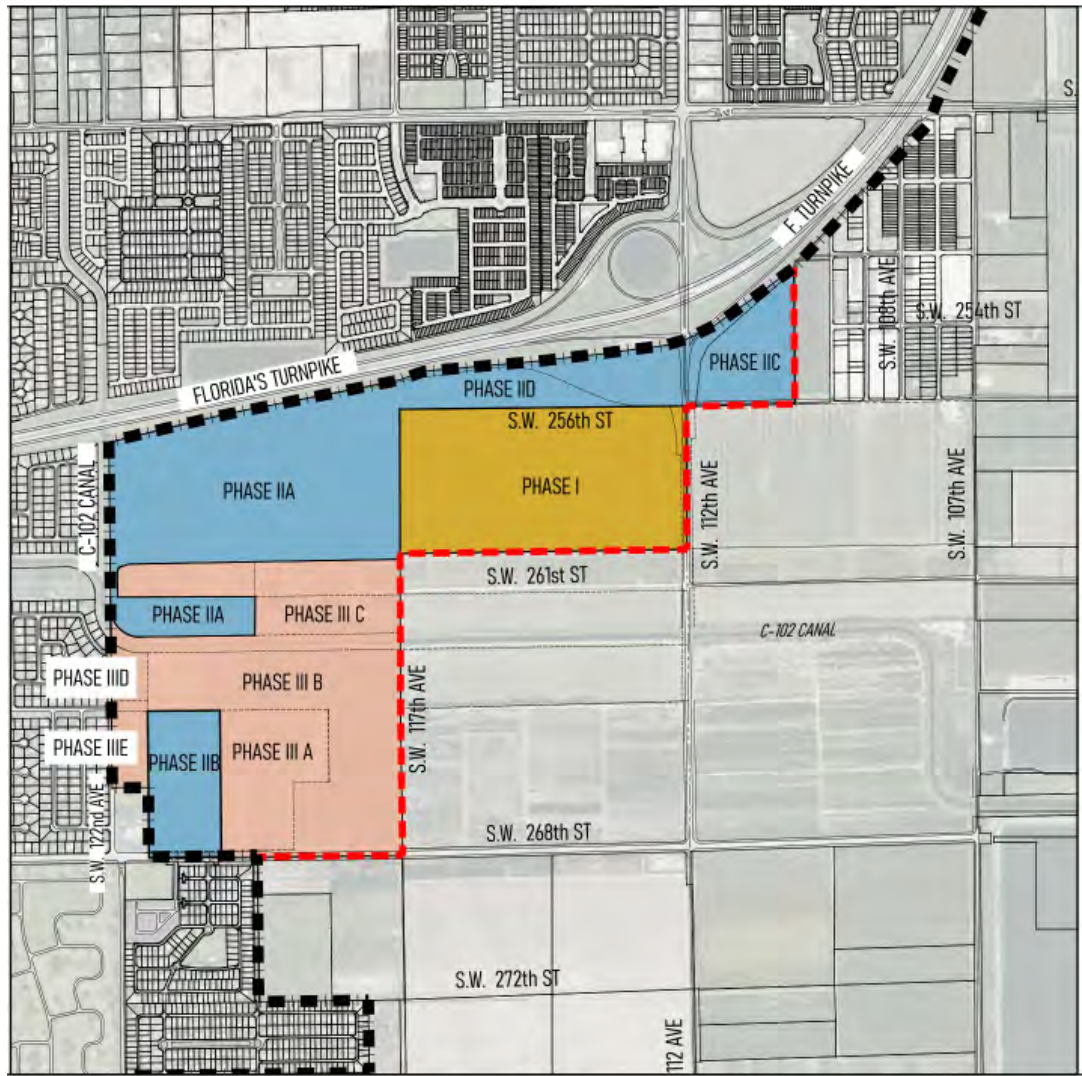 S.
F. TURNPIKE
S.W. 108th AVE
S.W. 254th ST
PHASE IIC
FLORIDA'S TURNPIKE
PHASE IID
S.W. 256th ST
C-102 CANAL
PHASE IIA
PHASE I
S.W. 112th AVE
S.W. 107th AVE
S.W. 261st ST
PHASE IIA
PHASE III C
C-102 CANAL
PHASE IIID
PHASE III B
S.W. 117th AVE
PHASE IIIE
PHASE IIB
PHASE III A
S.W. 122nd AVE
S.W. 268th ST
S.W. 272th ST
112 AVE